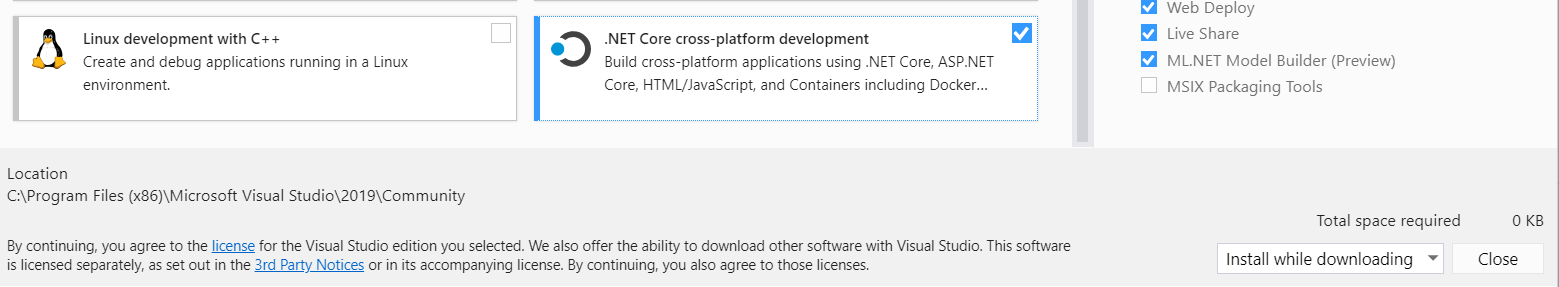 Linux development with C++
Create and debug applications running in a Linux
environment.
.NET Core cross-platform development
Build cross-platform applications using .NET Core, ASP.NET
Core, HTML/JavaScript, and Containers including Docker...
Web Deploy
Live Share
ML.NET Model Builder (Preview)
MSIX Packaging Tools
Location
C:\Program Files (x86)\Microsoft Visual Studio\2019\Community
Total space required 0 KB
By continuing, you agree to the license for the Visual Studio edition you selected. We also offer the ability to download other software with Visual Studio. This software
is licensed separately, as set out in the 3rd Party Notices or in its accompanying license. By continuing, you also agree to those licenses.
Install while downloading
Close